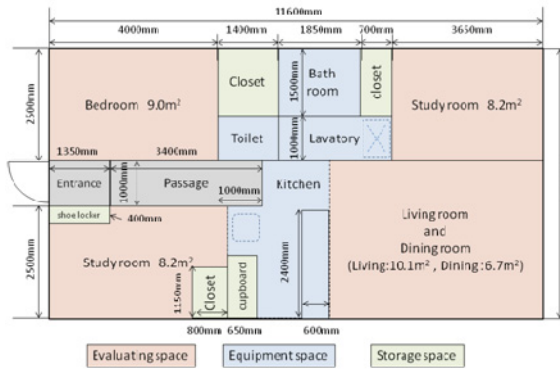 11600mm
4000mm
1400mm
1850mm
700mm
3650mm
2500mm
Bedroom 9.0m²
Closet
Bath
room
1500mm
closet
Study room 8.2m²
Toilet
1000mm
Lavatory
1350mm
3400mm
Entrance
1000mm
Passage
1000mm
Kitchen
shoe locker
400mm
Living room
and
Dining room
(Living:10.1m² , Dining:6.7m²)
2500mm
Study room 8.2m²
1150mm
Closet
cupboard
2400mm
800mm
650mm
600mm
Evaluating space
Equipment space
Storage space